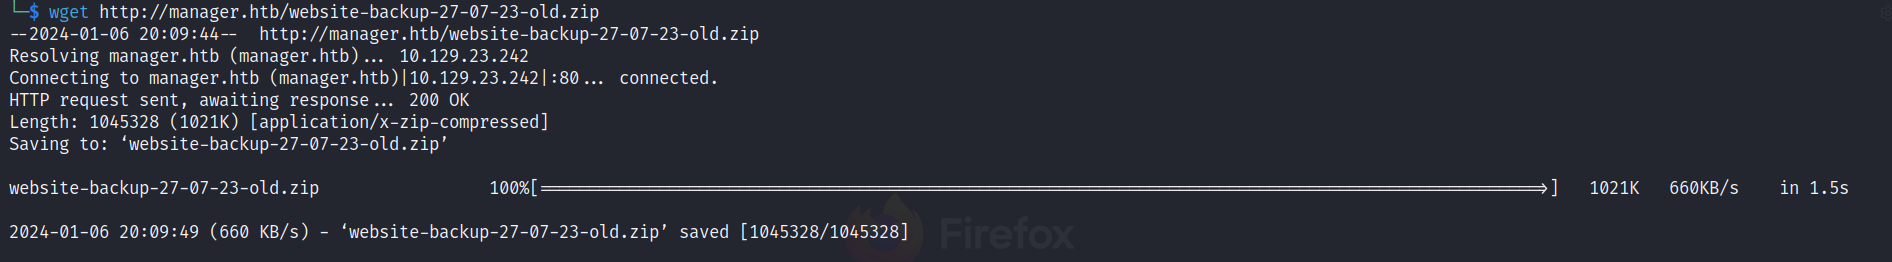 └─$ wget http://manager.htb/website-backup-27-07-23-old.zip
--2024-01-06 20:09:44--  http://manager.htb/website-backup-27-07-23-old.zip
Resolving manager.htb (manager.htb)... 10.129.23.242
Connecting to manager.htb (manager.htb)|10.129.23.242|:80... connected.
HTTP request sent, awaiting response... 200 OK
Length: 1045328 (1021K) [application/x-zip-compressed]
Saving to: ‘website-backup-27-07-23-old.zip’
website-backup-27-07-23-old.zip 100%[===================================================>] 1021K 660KB/s in 1.5s
2024-01-06 20:09:49 (660 KB/s) - ‘website-backup-27-07-23-old.zip’ saved [1045328/1045328]
Firefox